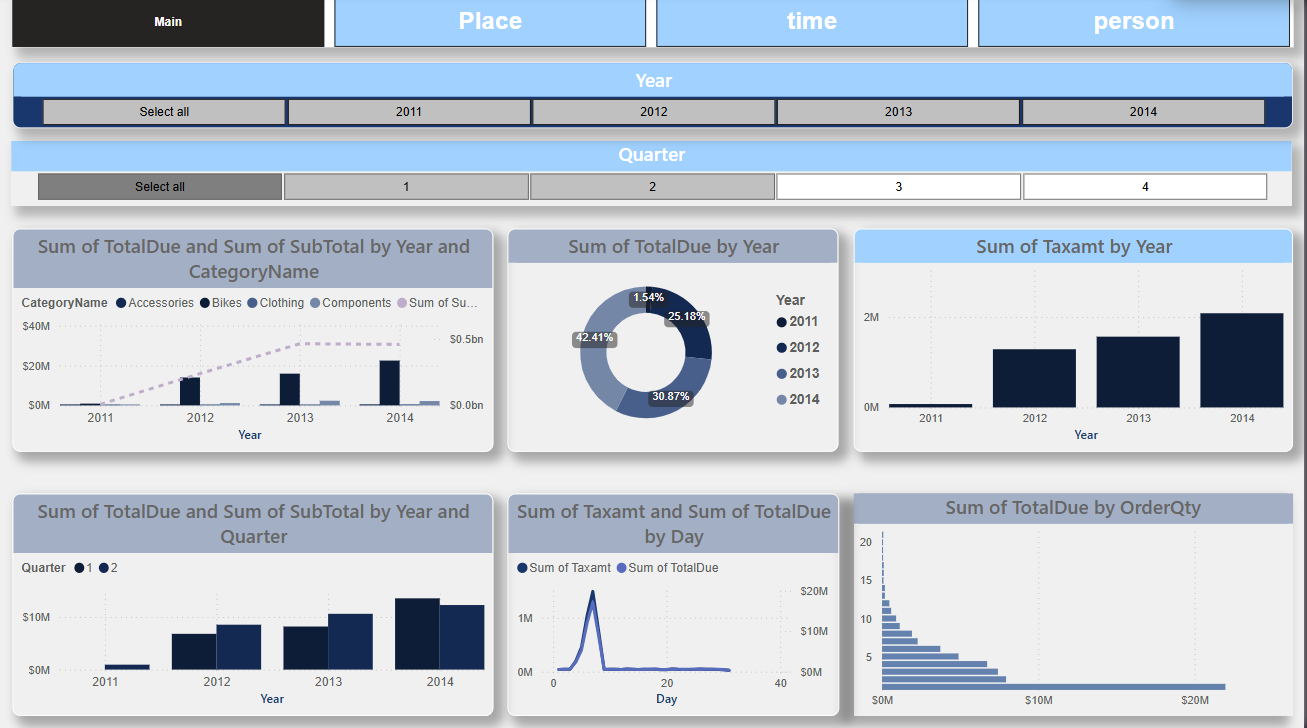 Main
Place
time
person
Year
Select all
2011
2012
2013
2014
Quarter
Select all
1
2
3
4
Sum of TotalDue and Sum of SubTotal by Year and
CategoryName
CategoryName
Accessories
Bikes
Clothing
Components
Sum of Su...
$40M
$20M
$0M
$0.5bn
$0.0bn
2011
2012
2013
2014
Year
Sum of TotalDue by Year
1.54%
25.18%
42.41%
30.87%
Year
2011
2012
2013
2014
Sum of Taxamt by Year
2M
0M
2011
2012
2013
2014
Year
Sum of TotalDue and Sum of SubTotal by Year and
Quarter
Quarter
1
2
$10M
$0M
2011
2012
2013
2014
Year
Sum of Taxamt and Sum of TotalDue
by Day
Sum of Taxamt
Sum of TotalDue
1M
0M
$20M
$10M
$0M
0
20
40
Day
Sum of TotalDue by OrderQty
20
15
10
5
$0M
$10M
$20M